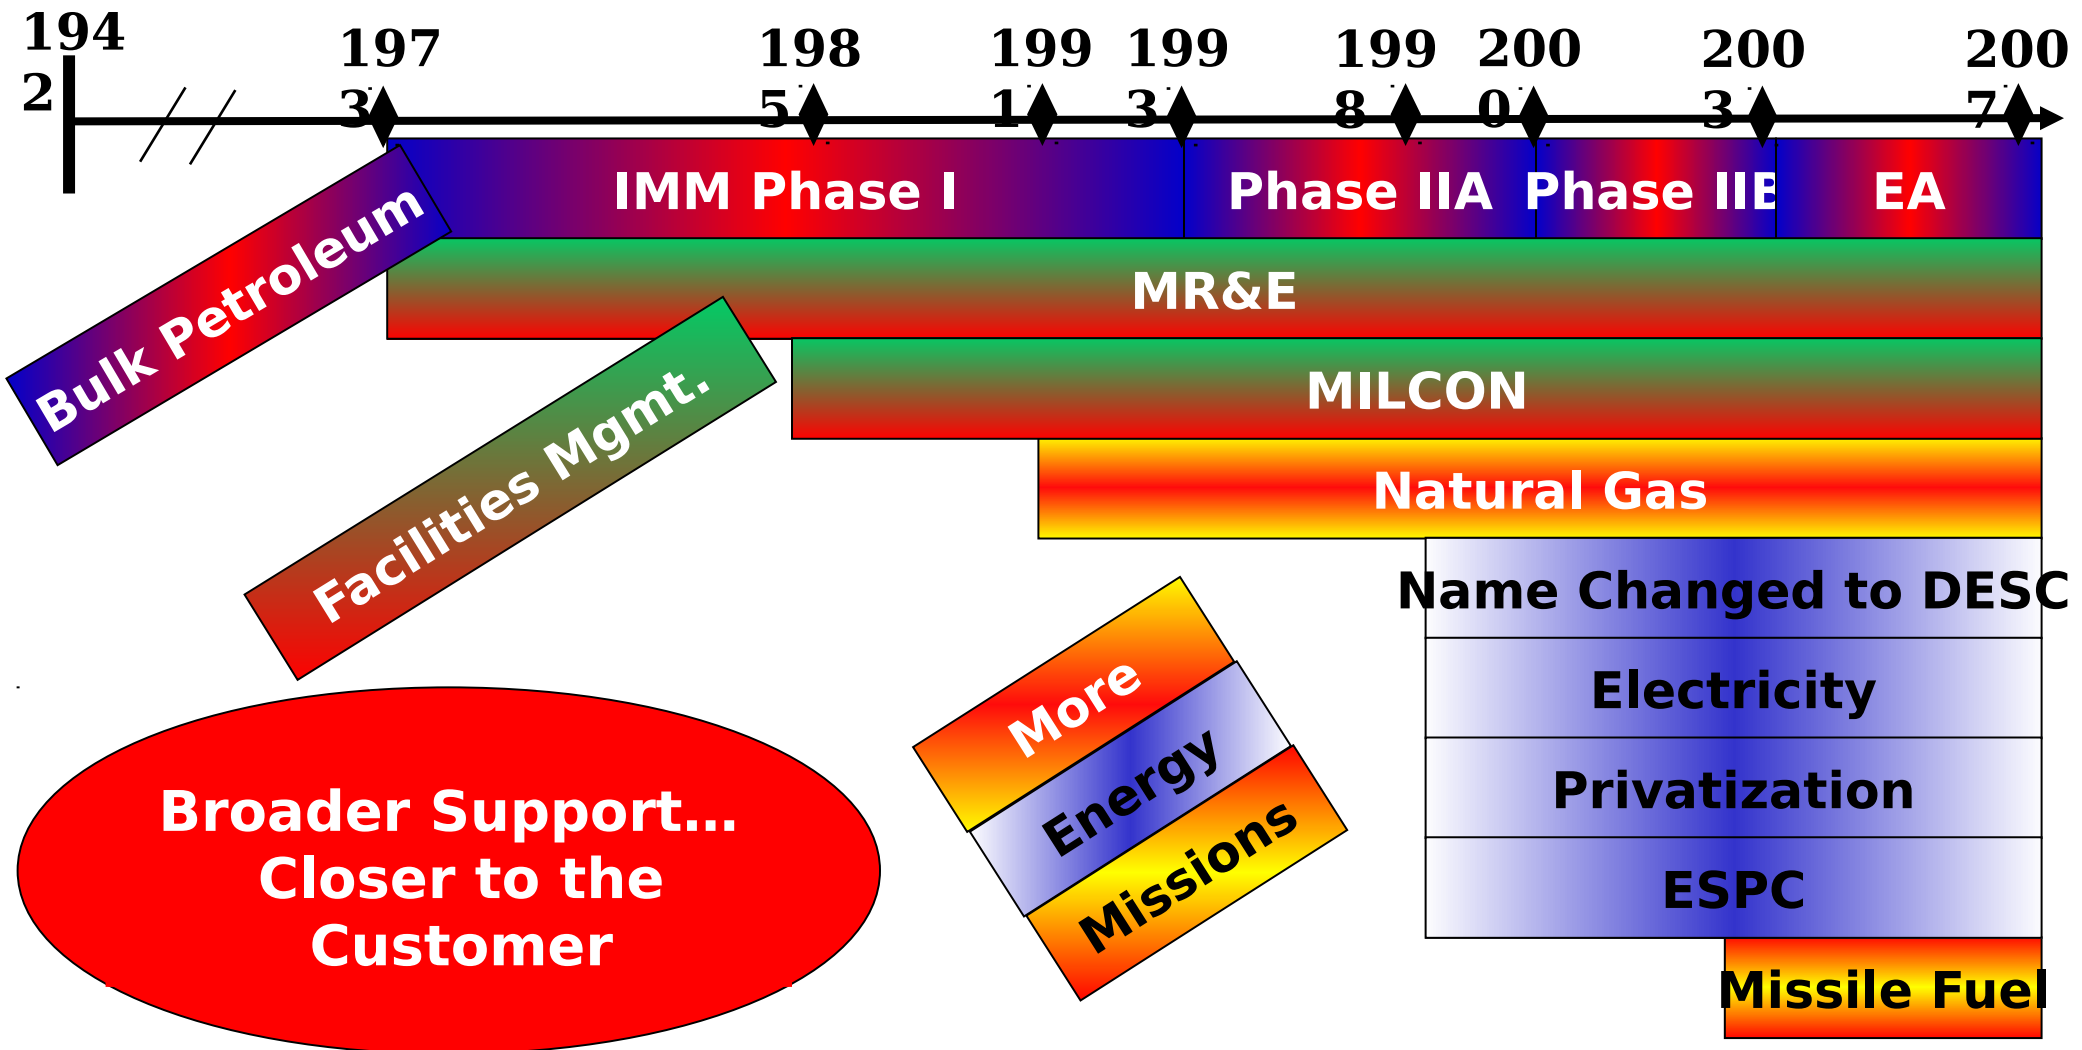 194
2
197
3
198
5
199
1
199
3
199
8
200
0
200
3
200
7
IMM Phase I
Phase IIA
Phase IIB
EA
Bulk Petroleum
MR&E
Facilities Mgmt.
MILCON
Natural Gas
Name Changed to DESC
More
Energy
Missions
Electricity
Privatization
ESPC
Missile Fuel
Broader Support…
Closer to the
Customer